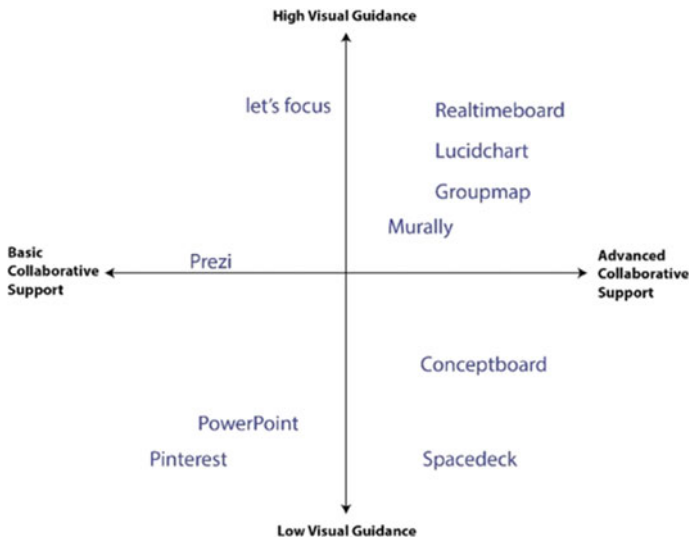 High Visual Guidance
let's focus
Realtimeboard
Lucidchart
Groupmap
Murally
Basic
Collaborative
Support
Prezi
Advanced
Collaborative
Support
Conceptboard
PowerPoint
Pinterest
Spacedeck
Low Visual Guidance